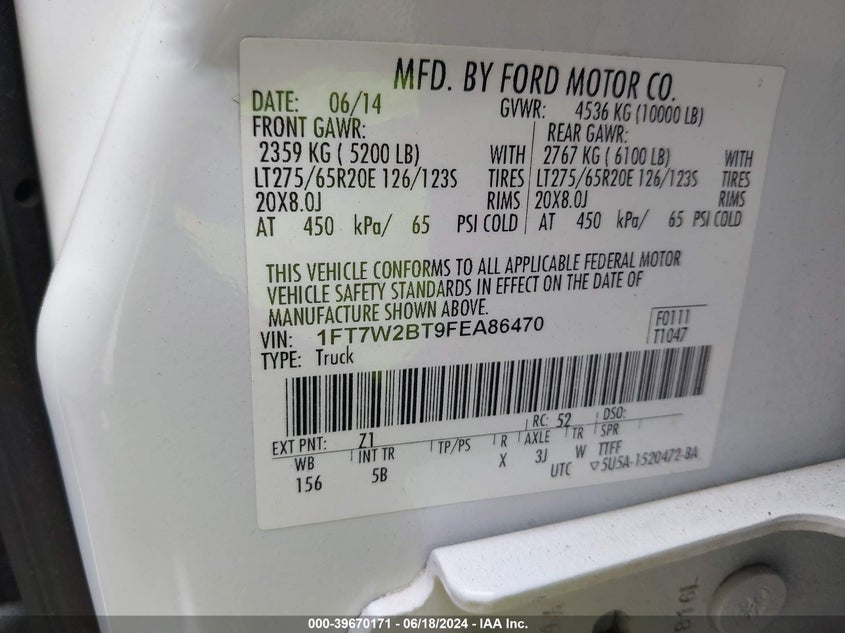 MFD. BY FORD MOTOR CO.
DATE: 06/14 GVWR: 4536 KG (10000 LB)
FRONT GAWR: REAR GAWR:
2359 KG ( 5200 LB) WITH 2767 KG ( 6100 LB) WITH
LT275/65R20E 126/123S TIRES LT275/65R20E 126/123S TIRES
20X8.0J RIMS 20X8.0J RIMS
AT 450 kPa/ 65 PSI COLD AT 450 kPa/ 65 PSI COLD
THIS VEHICLE CONFORMS TO ALL APPLICABLE FEDERAL MOTOR
VEHICLE SAFETY STANDARDS IN EFFECT ON THE DATE OF
MANUFACTURE SHOWN ABOVE.
VIN: 1FT7W2BT9FEA86470 F0111
TYPE: Truck T1047
EXT PNT: Z1 RC: 52 DSO:
WB INT TR TP/PS R AXLE TR SPR
156 5B X 3J W TTFF
UTC ▽5U5A-1520472-BA
000-39670171 - 06/18/2024 - IAA Inc.